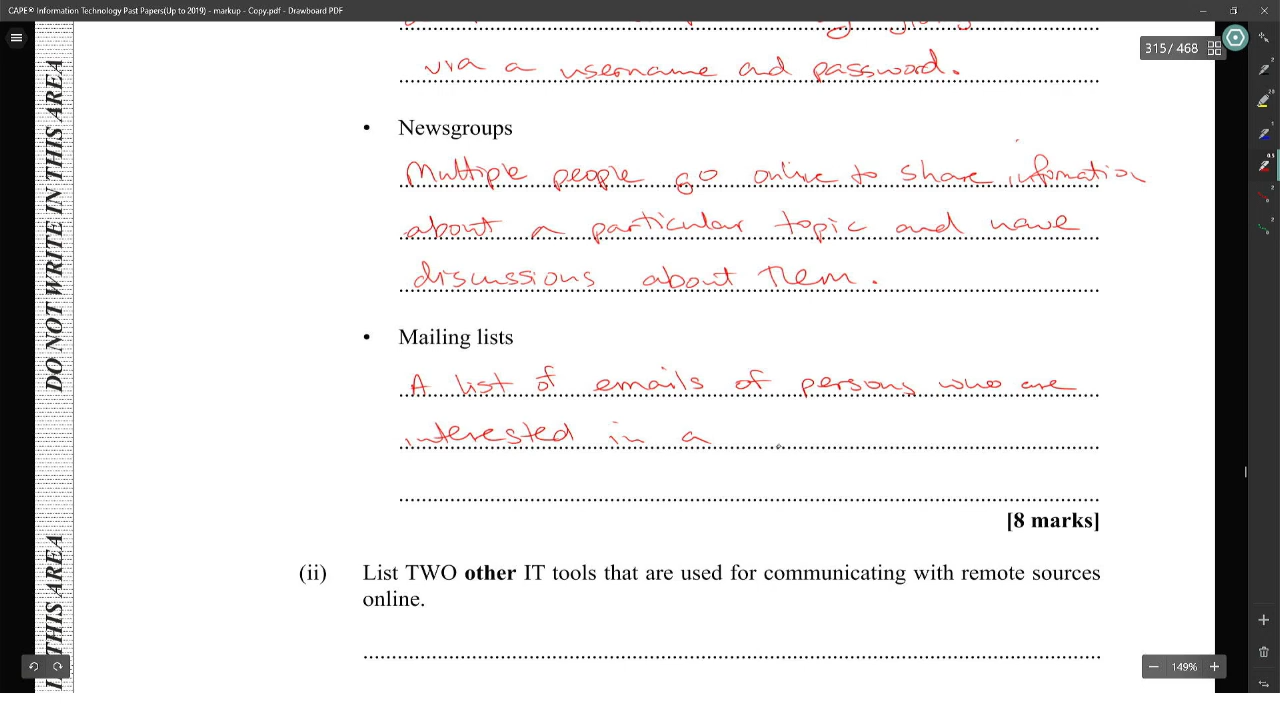 CAPE® Information Technology Past Papers(Up to 2019) - markup - Copy.pdf - Drawboard PDF
315 / 468
via a username and password.
• Newsgroups
Multiple people go online to share infomation
about a particular topic and have
discussions about them.
• Mailing lists
A list of emails of persons who are
interested in a
[8 marks]
(ii) List TWO other IT tools that are used for communicating with remote sources
online.
149%
DO NOT WRITE IN THIS AREA
THIS AREA